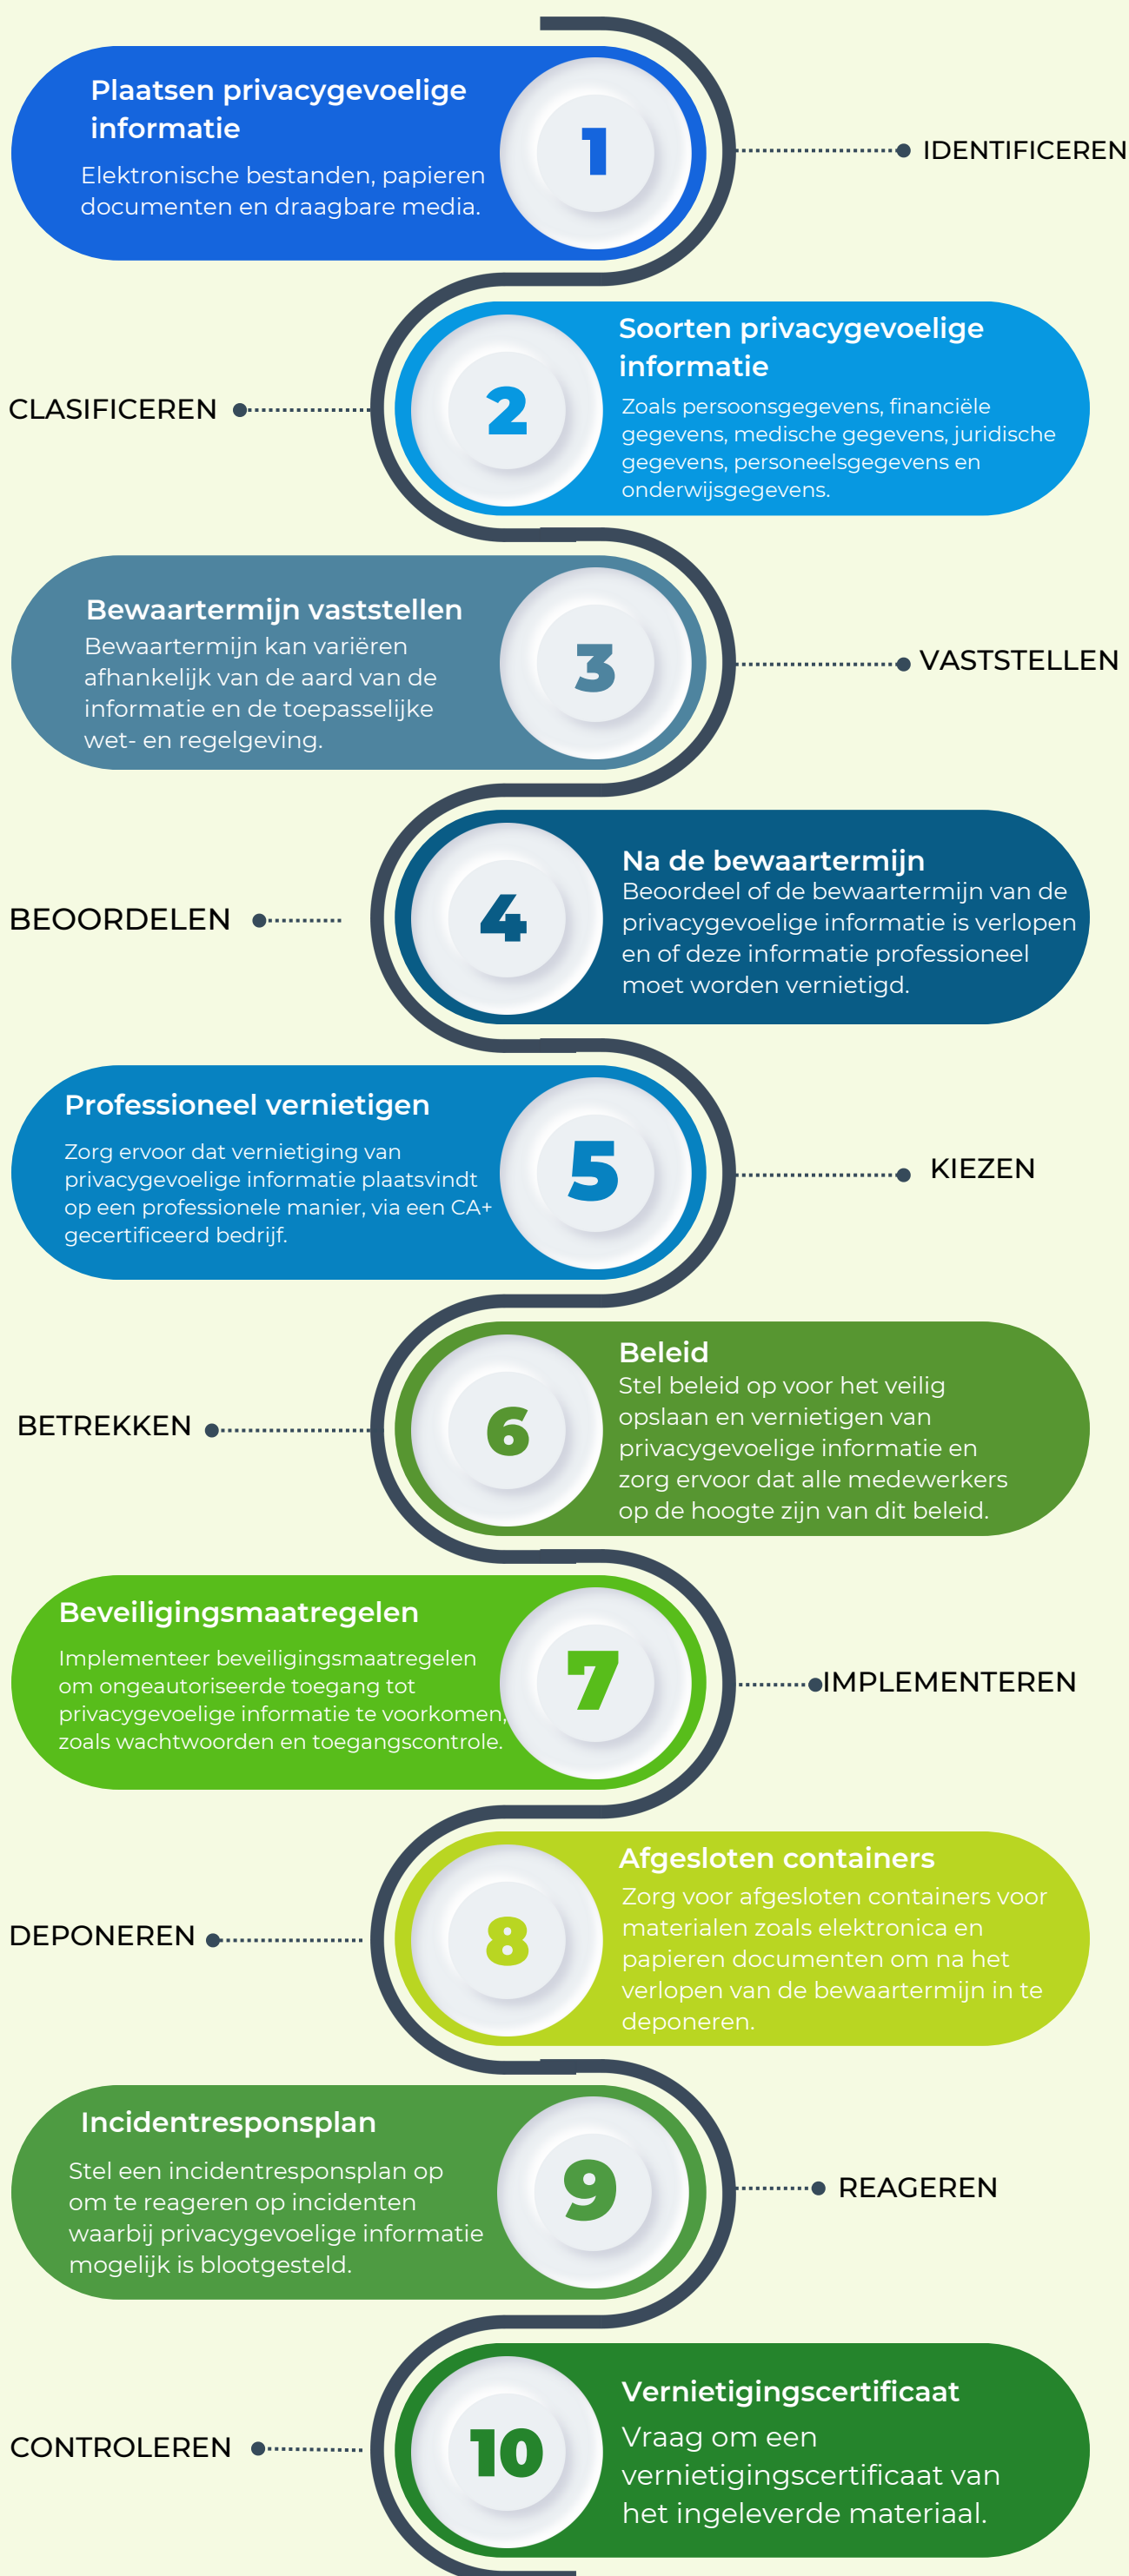 Plaatsen privacygevoelige
informatie
Elektronische bestanden, papieren
documenten en draagbare media.
1
IDENTIFICEREN
CLASIFICEREN
2
Soorten privacygevoelige
informatie
Zoals persoonsgegevens, financiële
gegevens, medische gegevens, juridische
gegevens, personeelsgegevens en
onderwijsgegevens.
Bewaartermijn vaststellen
Bewaartermijn kan variëren
afhankelijk van de aard van de
informatie en de toepasselijke
wet- en regelgeving.
3
VASTSTELLEN
BEOORDELEN
4
Na de bewaartermijn
Beoordeel of de bewaartermijn van de
privacygevoelige informatie is verlopen
en of deze informatie professioneel
moet worden vernietigd.
Professioneel vernietigen
Zorg ervoor dat vernietiging van
privacygevoelige informatie plaatsvindt
op een professionele manier, via een CA+
gecertificeerd bedrijf.
5
KIEZEN
BETREKKEN
6
Beleid
Stel beleid op voor het veilig
opslaan en vernietigen van
privacygevoelige informatie en
zorg ervoor dat alle medewerkers
op de hoogte zijn van dit beleid.
Beveiligingsmaatregelen
Implementeer beveiligingsmaatregelen
om ongeautoriseerde toegang tot
privacygevoelige informatie te voorkomen,
zoals wachtwoorden en toegangscontrole.
7
IMPLEMENTEREN
DEPONEREN
8
Afgesloten containers
Zorg voor afgesloten containers voor
materialen zoals elektronica en
papieren documenten om na het
verlopen van de bewaartermijn in te
deponeren.
Incidentresponsplan
Stel een incidentresponsplan op
om te reageren op incidenten
waarbij privacygevoelige informatie
mogelijk is blootgesteld.
9
REAGEREN
CONTROLEREN
10
Vernietigingscertificaat
Vraag om een
vernietigingscertificaat van
het ingeleverde materiaal.